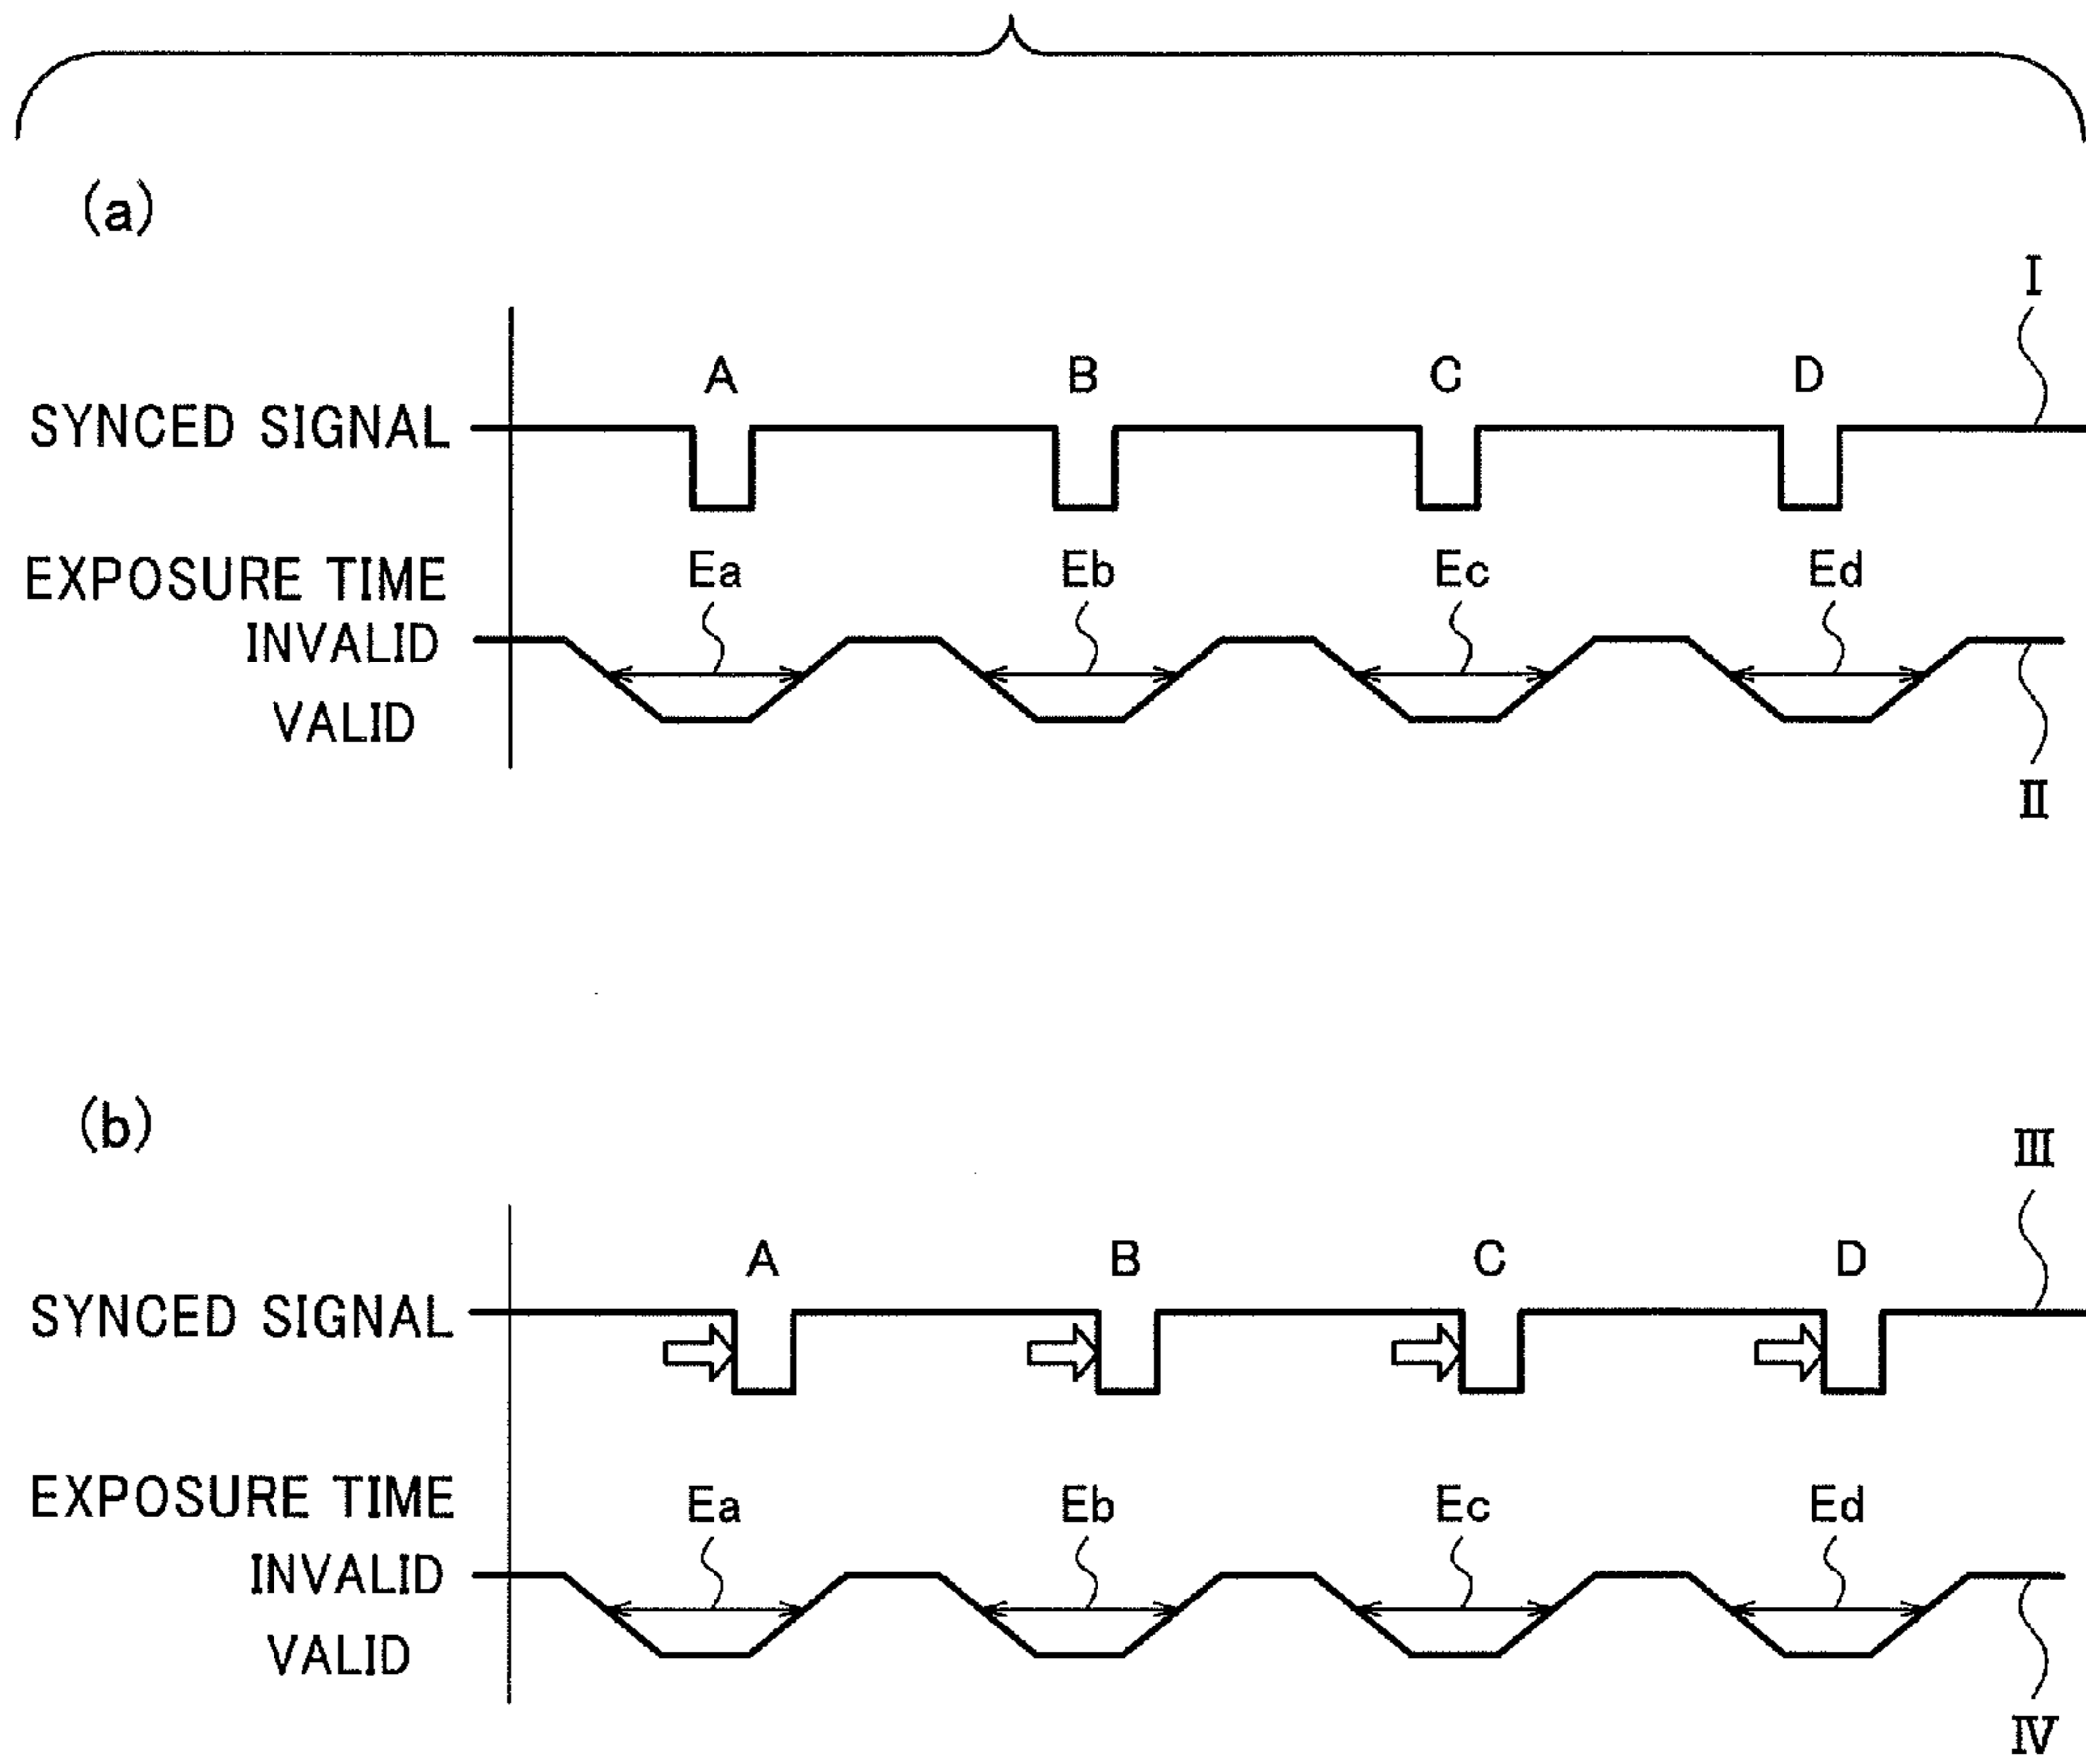 (a)
I
A B C D
SYNCED SIGNAL
EXPOSURE TIME Ea Eb Ec Ed
INVALID
VALID
II
(b)
III
A B C D
SYNCED SIGNAL
EXPOSURE TIME Ea Eb Ec Ed
INVALID
VALID
IV